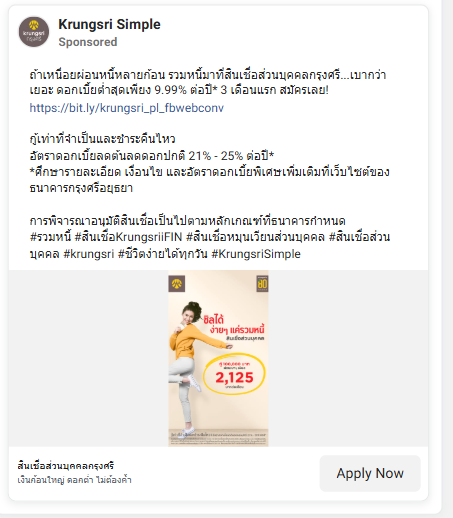 Krungsri Simple
Sponsored
krungsri
กรุงศรี
ถ้าเหนื่อยผ่อนหนี้หลายก้อน รวมหนี้มาที่สินเชื่อส่วนบุคคลกรุงศรี...เบากว่า
เยอะ ดอกเบี้ยต่ำสุดเพียง 9.99% ต่อปี* 3 เดือนแรก สมัครเลย!
https://bit.ly/krungsri_pl_fbwebconv
กู้เท่าที่จำเป็นและชำระคืนไหว
อัตราดอกเบี้ยลดต้นลดดอกปกติ 21% - 25% ต่อปี*
*ศึกษารายละเอียด เงื่อนไข และอัตราดอกเบี้ยพิเศษเพิ่มเติมที่เว็บไซต์ของ
ธนาคารกรุงศรีอยุธยา
การพิจารณาอนุมัติสินเชื่อเป็นไปตามหลักเกณฑ์ที่ธนาคารกำหนด
#รวมหนี้ #สินเชื่อKrungsriiFIN #สินเชื่อหมุนเวียนส่วนบุคคล #สินเชื่อส่วน
บุคคล #krungsri #ชีวิตง่ายได้ทุกวัน #KrungsriSimple
80
ชิลได้
ง่ายๆ แค่รวมหนี้
สินเชื่อส่วนบุคคล
กู้ 100,000 บาท
2,125
สินเชื่อส่วนบุคคลกรุงศรี
เงินก้อนใหญ่ ดอกต่ำ ไม่ต้องค้ำ
Apply Now